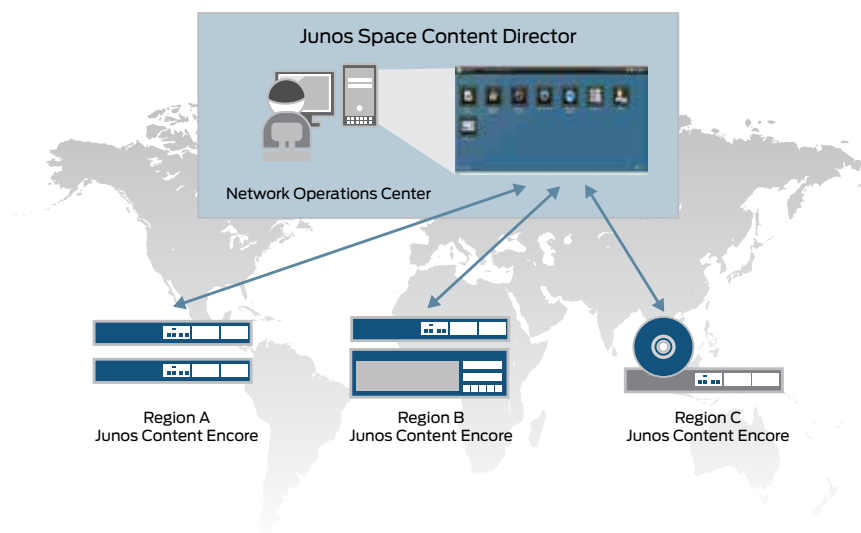 Junos Space Content Director
Network Operations Center
Region A
Junos Content Encore
Region B
Junos Content Encore
Region C
Junos Content Encore